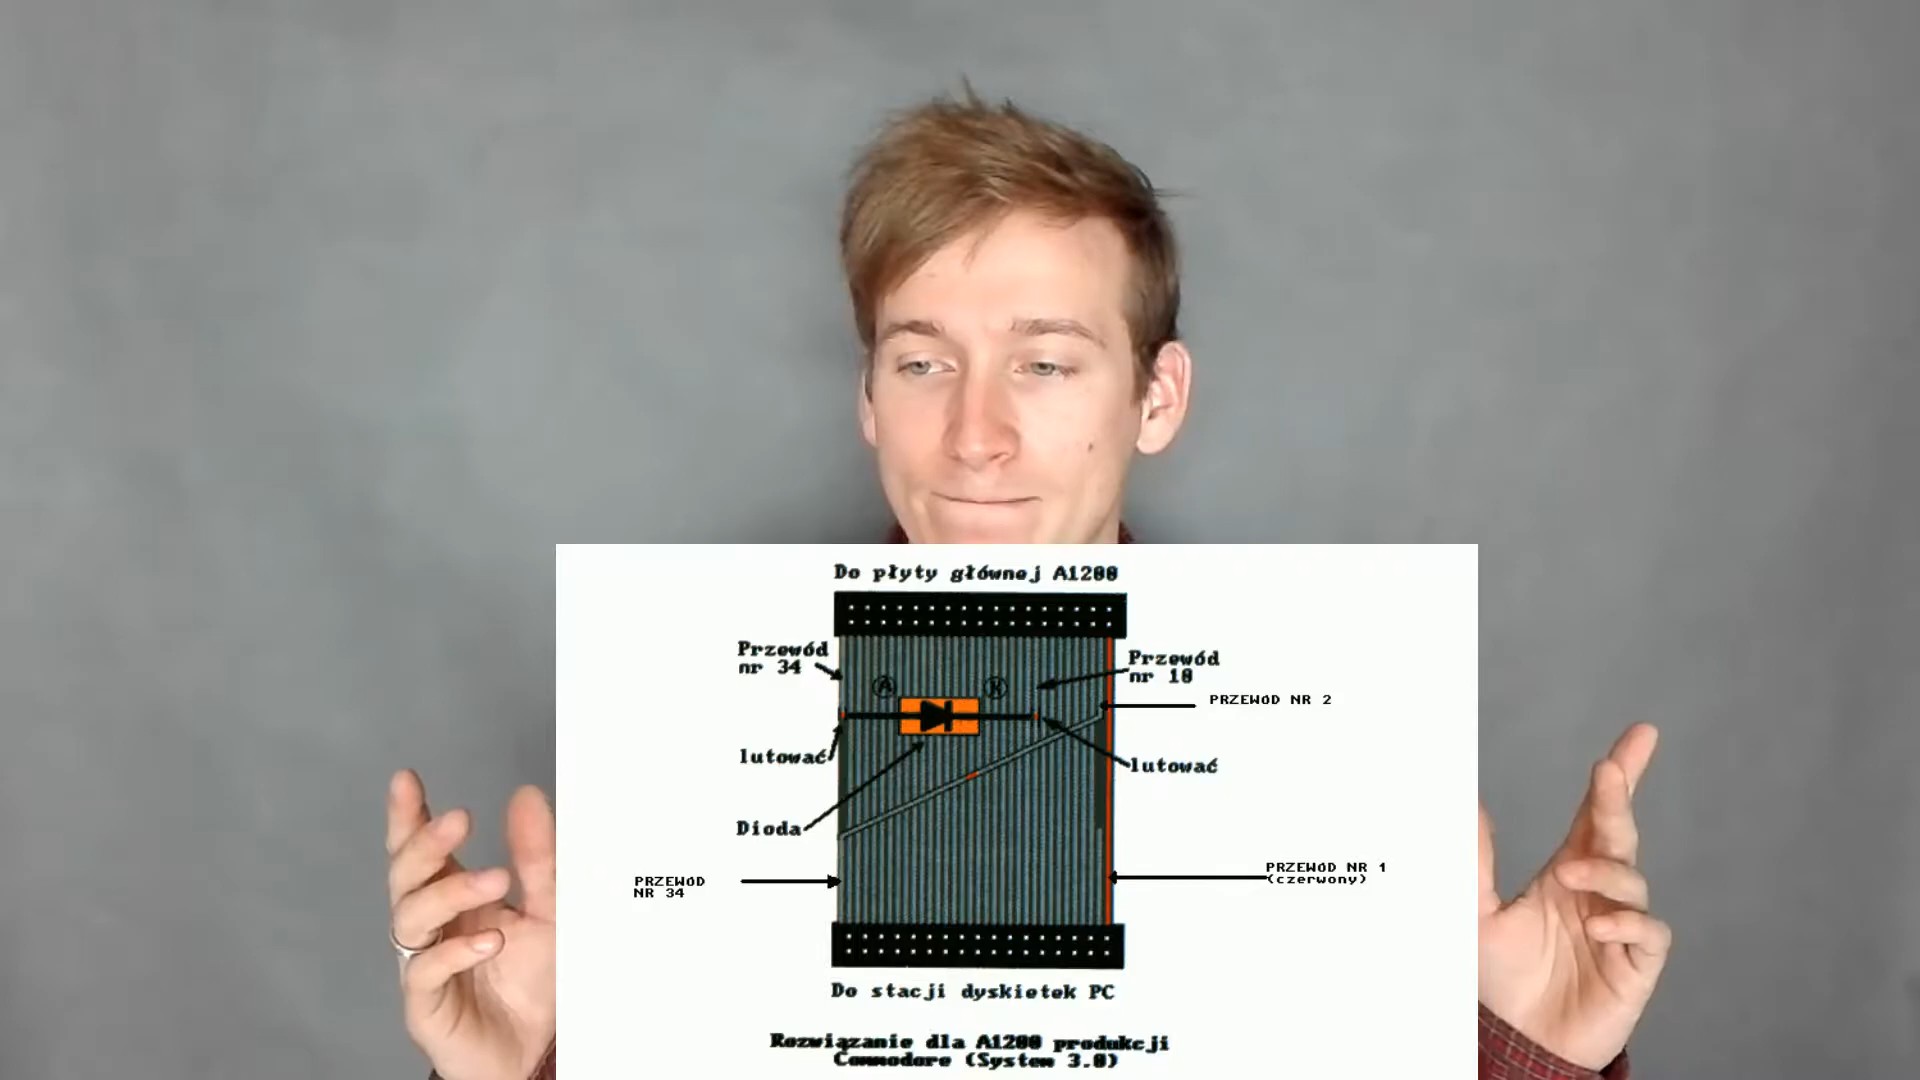 Do płyty głównej A1200
Przewód
nr 34
A
K
Przewód
nr 10
PRZEWOD NR 2
lutować
lutować
Dioda
PRZEWOD NR 1
(czerwony)
PRZEWOD
NR 34
Do stacji dyskietek PC
Rozwiązanie dla A1200 produkcji
Commodore (System 3.0)